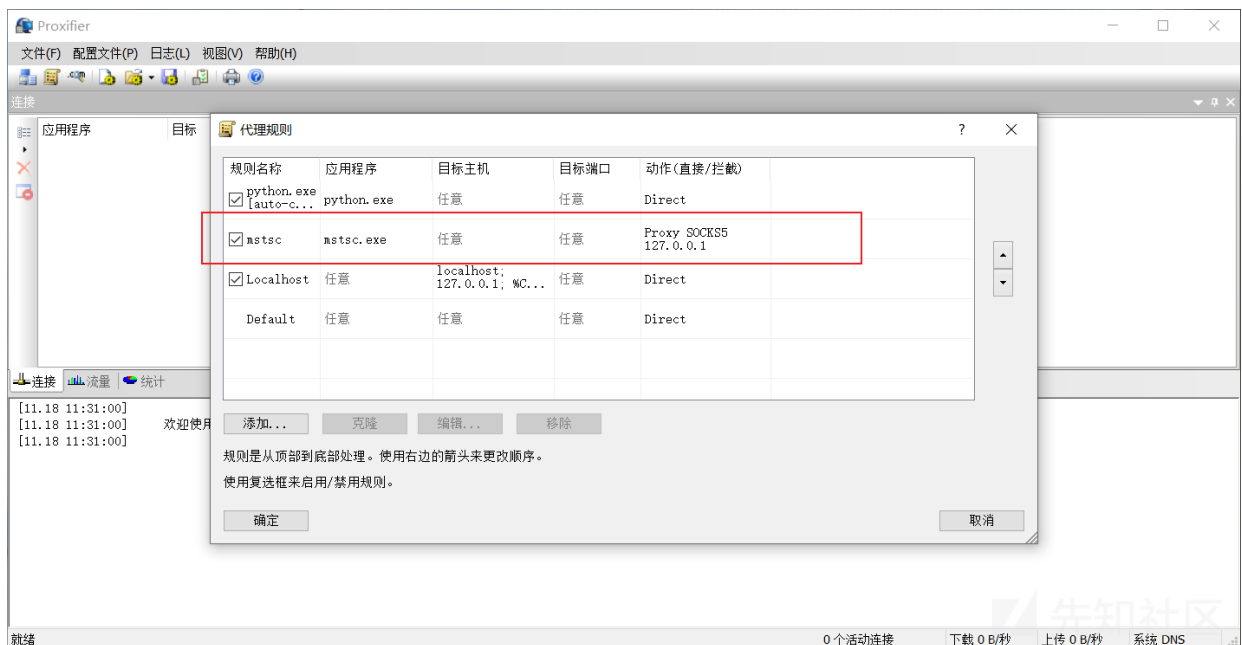 Proxifier
文件(F) 配置文件(P) 日志(L) 视图(V) 帮助(H)
连接
应用程序 目标
代理规则
规则名称 应用程序 目标主机 目标端口 动作(直接/拦截)
python.exe
[auto-c... python.exe 任意 任意 Direct
mstsc mstsc.exe 任意 任意 Proxy SOCKS5
127.0.0.1
Localhost 任意 localhost;
127.0.0.1; %C... 任意 Direct
Default 任意 任意 任意 Direct
添加... 克隆 编辑... 移除
规则是从顶部到底部处理。使用右边的箭头来更改顺序。
使用复选框来启用/禁用规则。
确定 取消
连接 流量 统计
[11.18 11:31:00]
[11.18 11:31:00] 欢迎使用
[11.18 11:31:00]
先知社区
就绪 0 个活动连接 下载 0 B/秒 上传 0 B/秒 系统 DNS